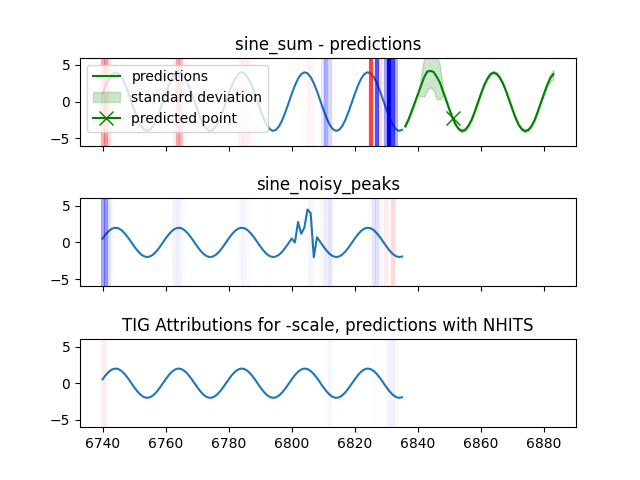 sine_sum - predictions
5
0
−5
predictions
standard deviation
predicted point
sine_noisy_peaks
5
0
−5
TIG Attributions for -scale, predictions with NHITS
5
0
−5
6740 6760 6780 6800 6820 6840 6860 6880